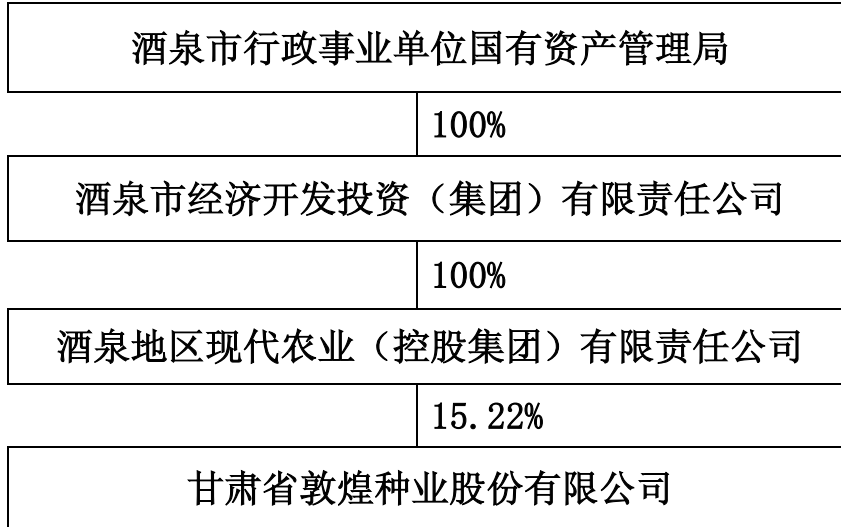 酒泉市行政事业单位国有资产管理局
100%
酒泉市经济开发投资（集团）有限责任公司
100%
酒泉地区现代农业（控股集团）有限责任公司
15.22%
甘肃省敦煌种业股份有限公司